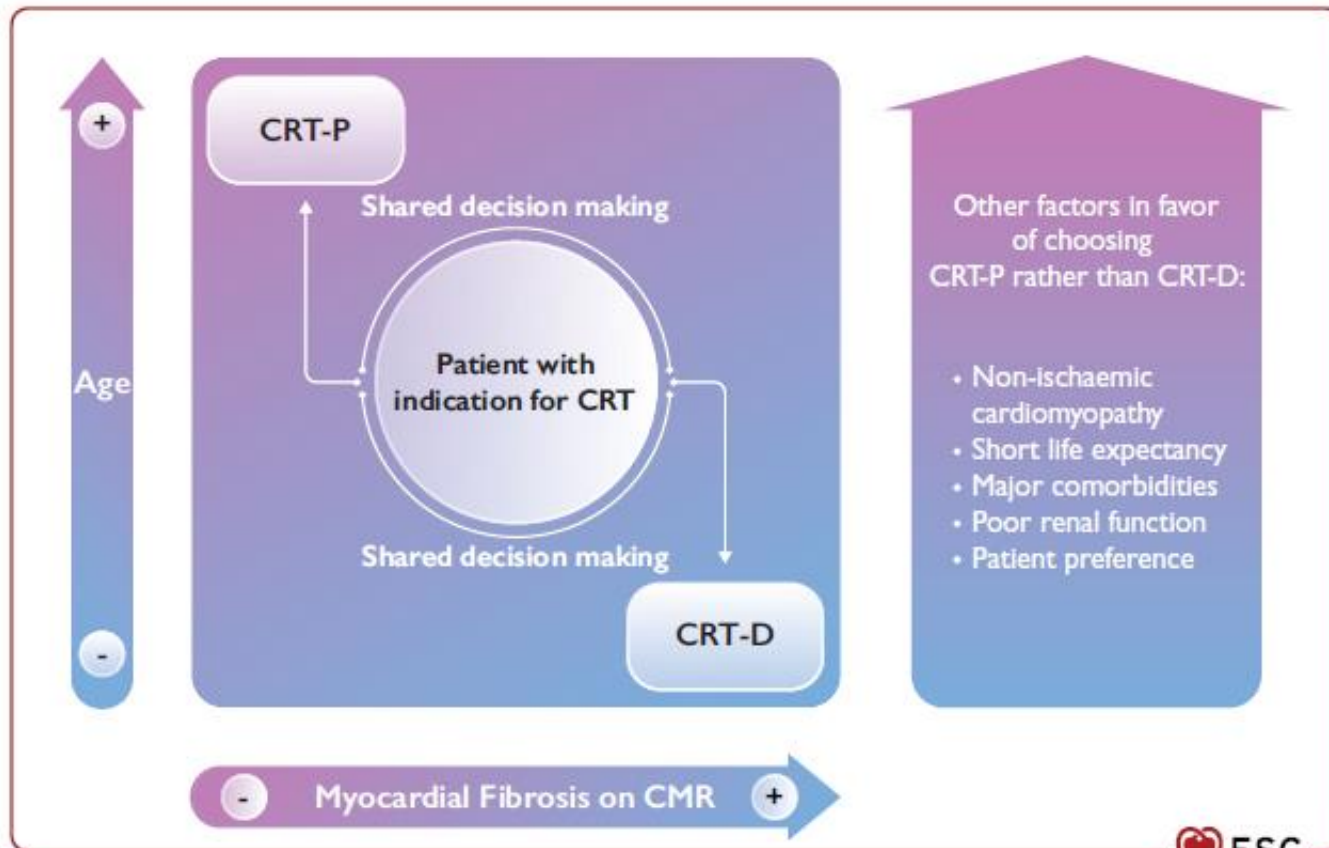 +
Age
-
CRT-P
Shared decision making
Patient with
indication for CRT
Shared decision making
CRT-D
- Myocardial Fibrosis on CMR +
Other factors in favor
of choosing
CRT-P rather than CRT-D:
• Non-ischaemic
cardiomyopathy
• Short life expectancy
• Major comorbidities
• Poor renal function
• Patient preference
ESC